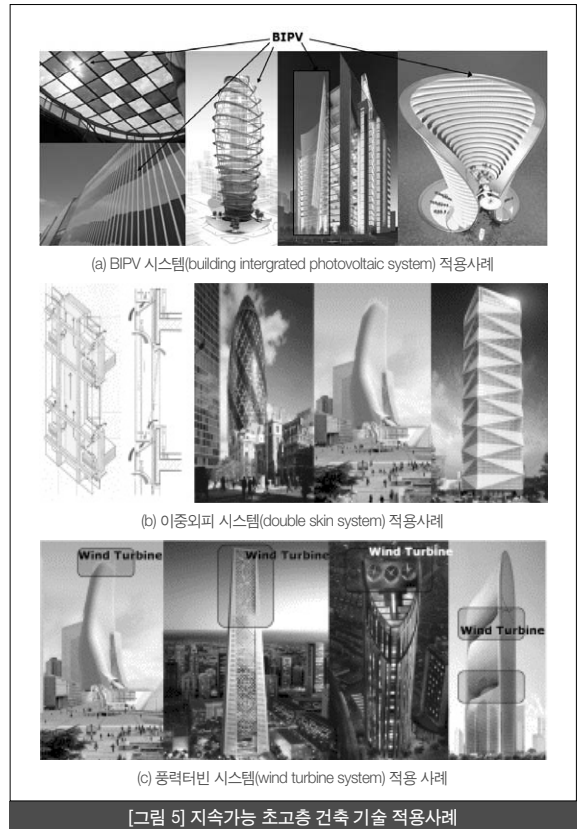 BIPV
(a) BIPV 시스템(building intergrated photovoltaic system) 적용사례
(b) 이중외피 시스템(double skin system) 적용사례
Wind Turbine
Wind Turbine
Wind Turbine
Wind Turbine
(c) 풍력터빈 시스템(wind turbine system) 적용 사례
[그림 5] 지속가능 초고층 건축 기술 적용사례